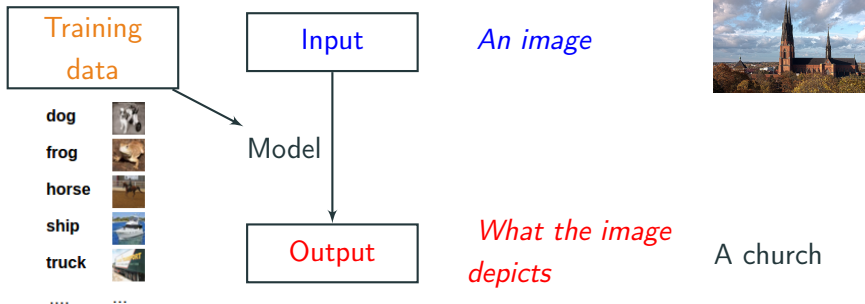 Training
data
Input
An image
dog
frog
horse
ship
truck
....
...
Model
Output
What the image
depicts
A church